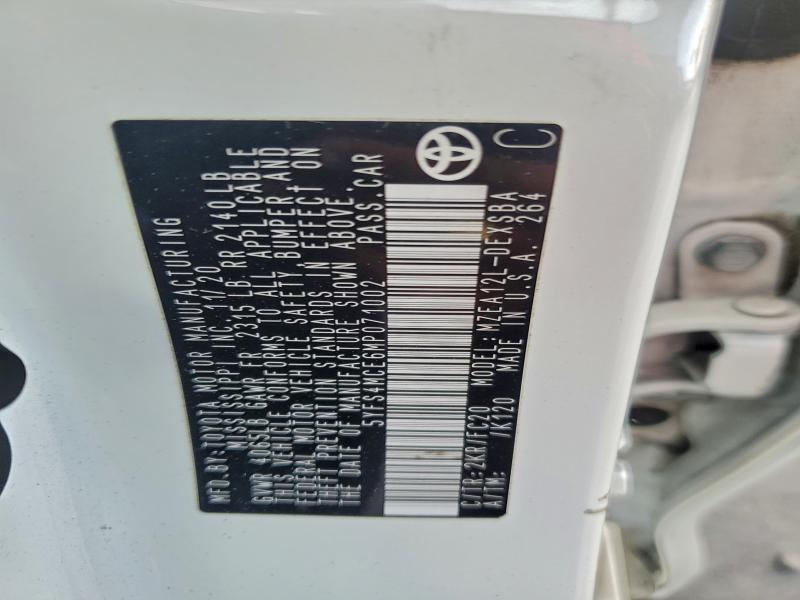 MFD.BY:TOYOTA MOTOR MANUFACTURING
MISSISSIPPI, INC. 11/20
GVWR 4065LB GAWR FR 2315 LB RR 2140LB
THIS VEHICLE CONFORMS TO ALL APPLICABLE
FEDERAL MOTOR VEHICLE SAFETY, BUMPER AND
THEFT PREVENTION STANDARDS IN EFFECT ON
THE DATE OF MANUFACTURE SHOWN ABOVE.
5YFS4MCE6MP071002 PASS.CAR
C/TR:2KR/FC20 MODEL:MZEA12L-DEXSBA
A/TM: /K120 MADE IN U.S.A. 264
C